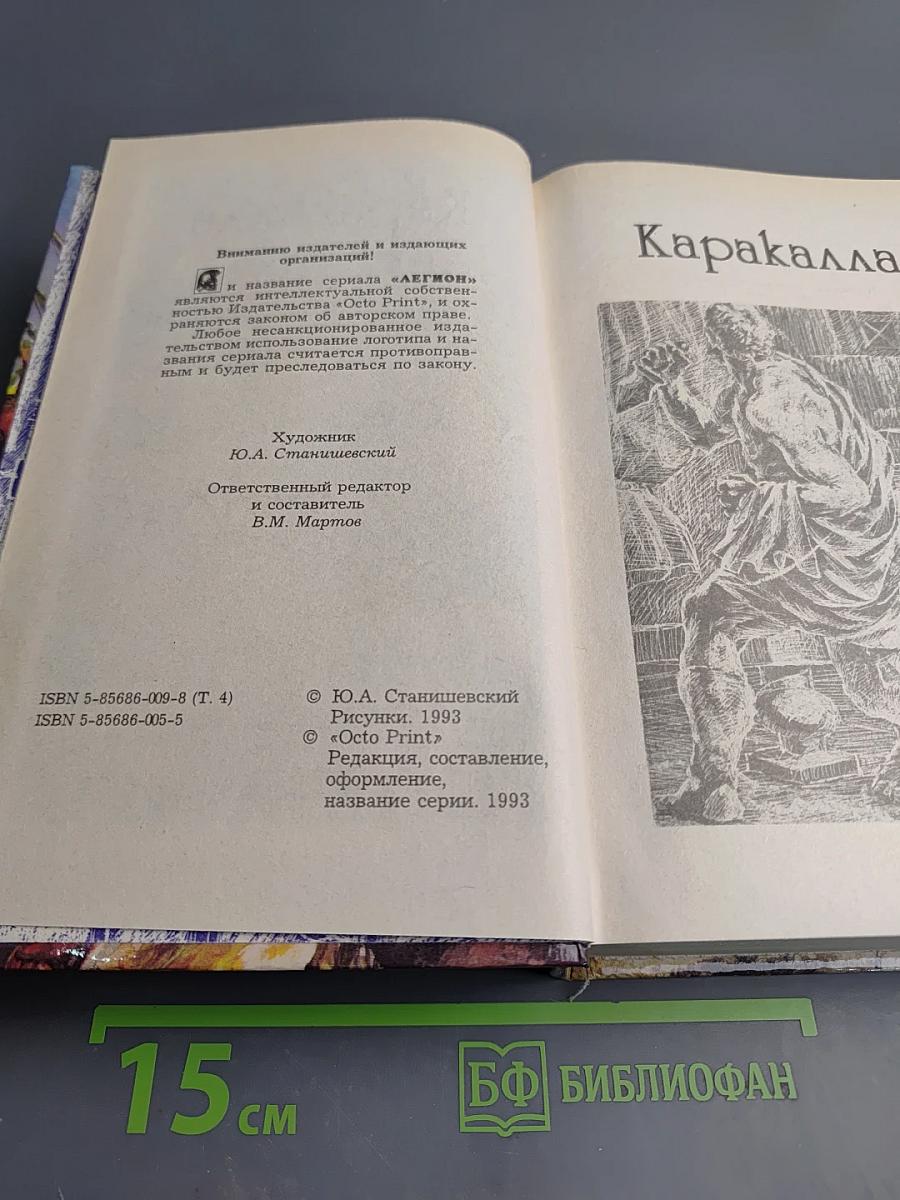 Вниманию издателей и издающих
организаций!
и название сериала «ЛЕГИОН»
являются интеллектуальной собствен-
ностью Издательства «Octo Print», и ох-
раняются законом об авторском праве.
Любое несанкционированное изда-
тельством использование логотипа и на-
звания сериала считается противоправ-
ным и будет преследоваться по закону.
Художник
Ю.А. Станишевский
Ответственный редактор
и составитель
В.М. Мартов
ISBN 5-85686-009-8 (Т. 4)
ISBN 5-85686-005-5
© Ю.А. Станишевский
Рисунки. 1993
© «Octo Print»
Редакция, составление,
оформление,
название серии. 1993
Каракалла
15 см
БФ БИБЛИОФАН